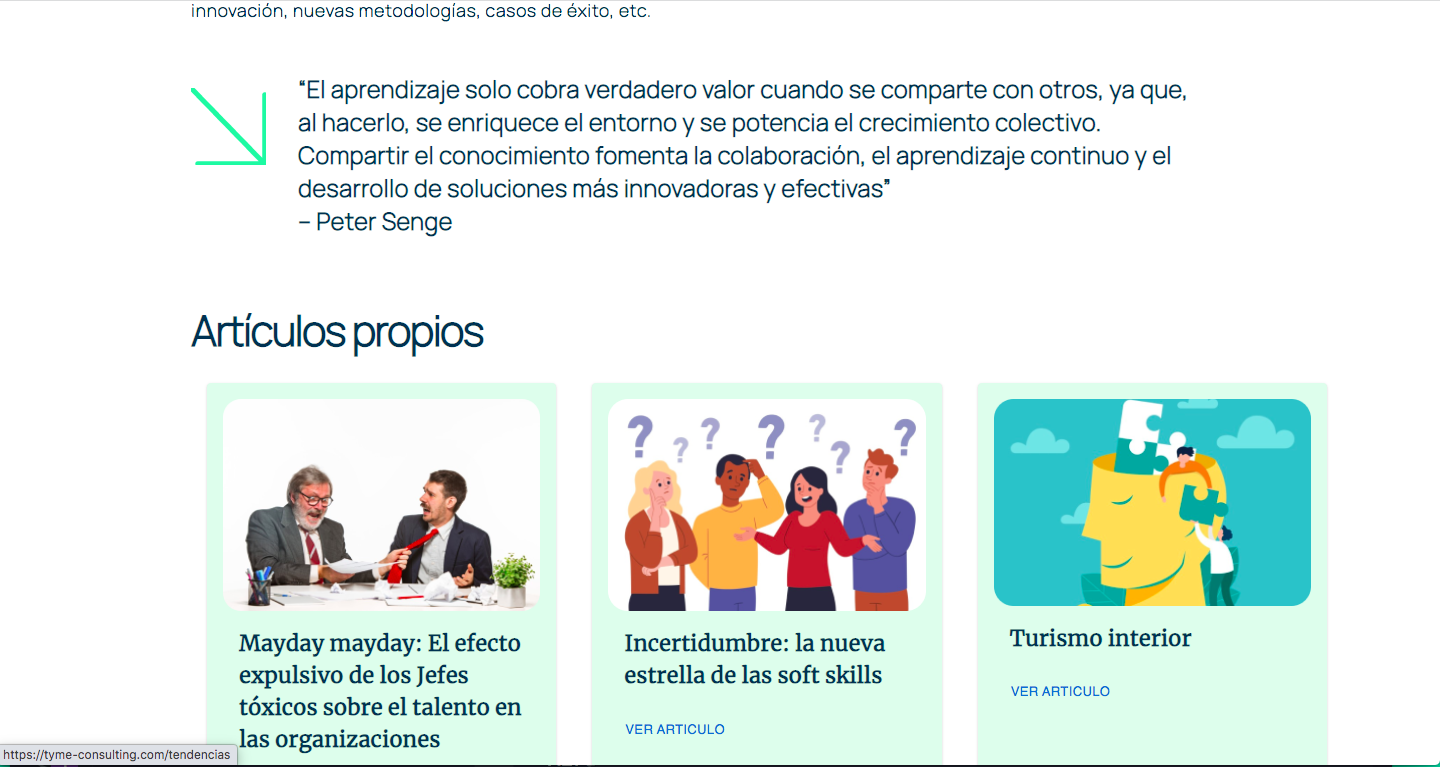 innovación, nuevas metodologías, casos de éxito, etc.
“El aprendizaje solo cobra verdadero valor cuando se comparte con otros, ya que,
al hacerlo, se enriquece el entorno y se potencia el crecimiento colectivo.
Compartir el conocimiento fomenta la colaboración, el aprendizaje continuo y el
desarrollo de soluciones más innovadoras y efectivas”
– Peter Senge
Artículos propios
Mayday mayday: El efecto
expulsivo de los Jefes
tóxicos sobre el talento en
las organizaciones
? ? ? ? ? ? ?
Incertidumbre: la nueva
estrella de las soft skills
VER ARTICULO
Turismo interior
VER ARTICULO
https://tyme-consulting.com/tendencias